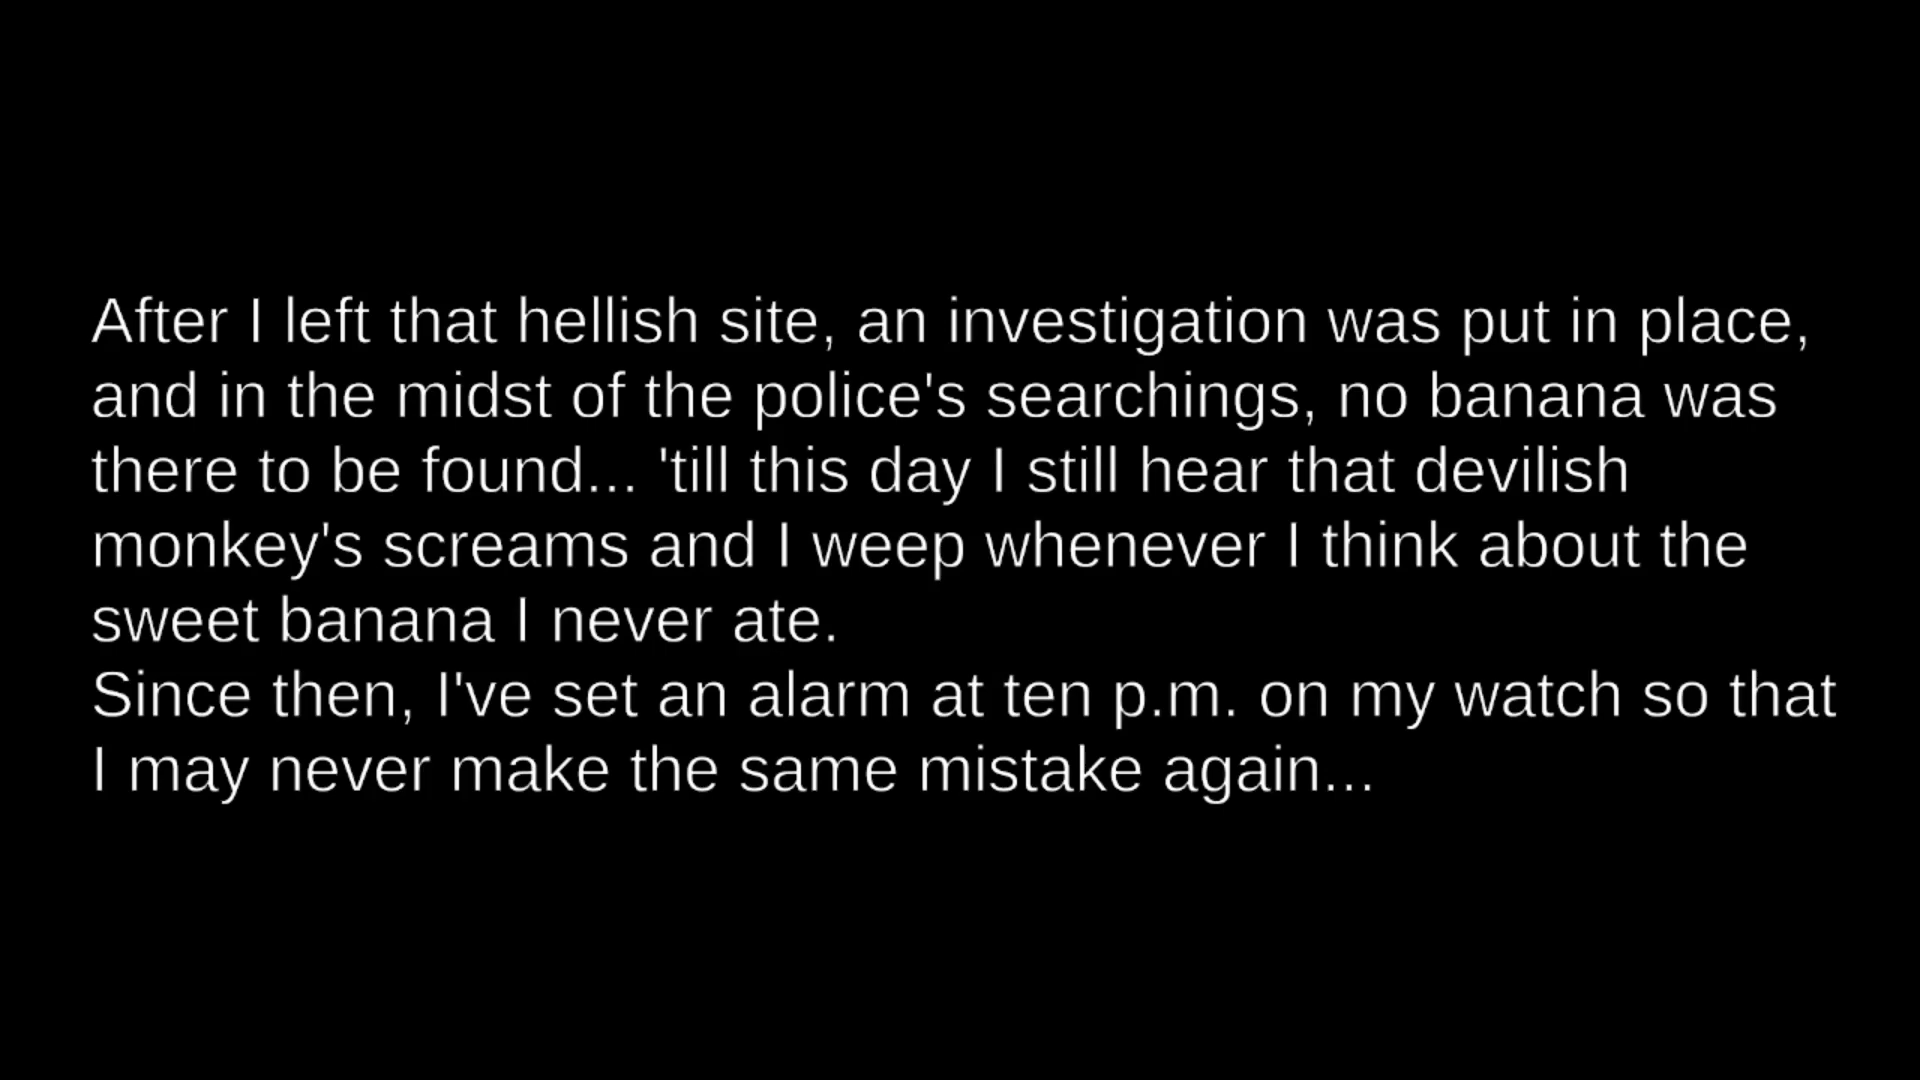 After I left that hellish site, an investigation was put in place,
and in the midst of the police's searchings, no banana was
there to be found... 'till this day I still hear that devilish
monkey's screams and I weep whenever I think about the
sweet banana I never ate.
Since then, I've set an alarm at ten p.m. on my watch so that
I may never make the same mistake again...